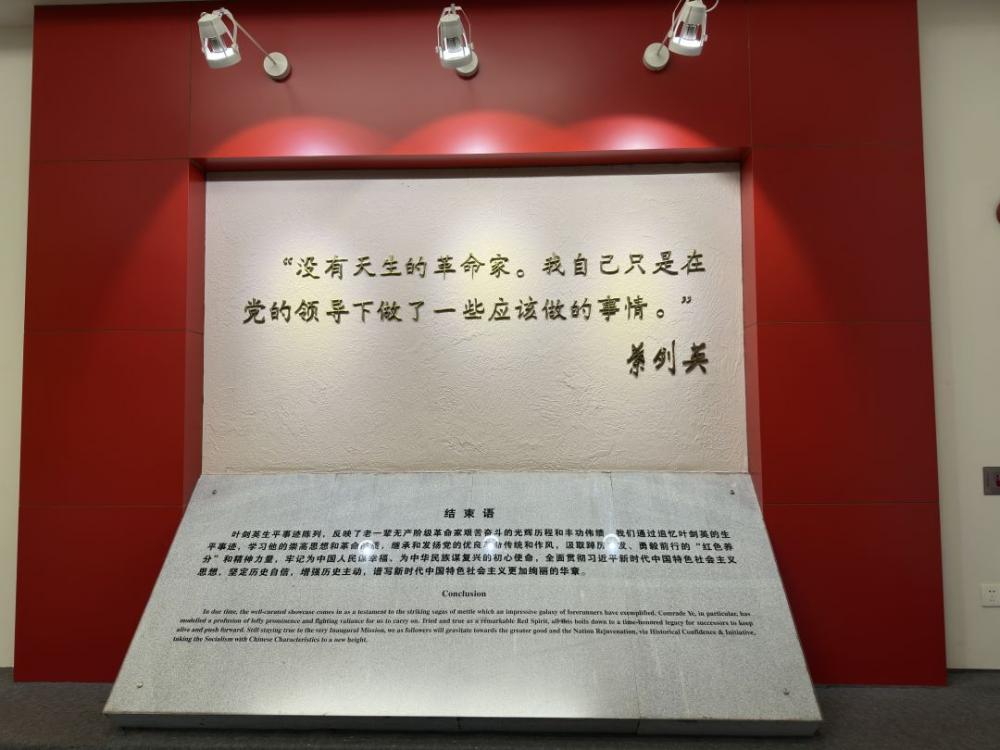 “没有天生的革命家。我自己只是在
党的领导下做了一些应该做的事情。”
葉剑英
结束语
叶剑英生平事迹陈列，反映了老一辈无产阶级革命家艰苦奋斗的光辉历程和丰功伟绩。我们通过追忆叶剑英的生
平事迹，学习他的崇高思想和革命，继承和发扬党的优良传统和作风，汲取踔厉奋发、勇毅前行的“红色养
分”和精神力量，牢记为中国人民谋幸福、为中华民族谋复兴的初心使命，全面贯彻习近平新时代中国特色社会主义
思想，坚定历史自信，增强历史主动，谱写新时代中国特色社会主义更加绚丽的华章。
Conclusion
In due time, the well-curated showcase comes in as a testament to the striking sagas of mettle which an impressive galaxy of forerunners have exemplified. Comrade Ye, in particular, has
modelled a profusion of lofty prominence and fighting valiance for us to carry on. Tried and true as a remarkable Red Spirit, all this boils down to a time-honored legacy for successors to keep
alive and push forward. Still staying true to the very Inaugural Mission, we as followers will gravitate towards the greater good and the Nation Rejuvenation, via Historical Confidence & Initiative,
taking the Socialism with Chinese Characteristics to a new height.